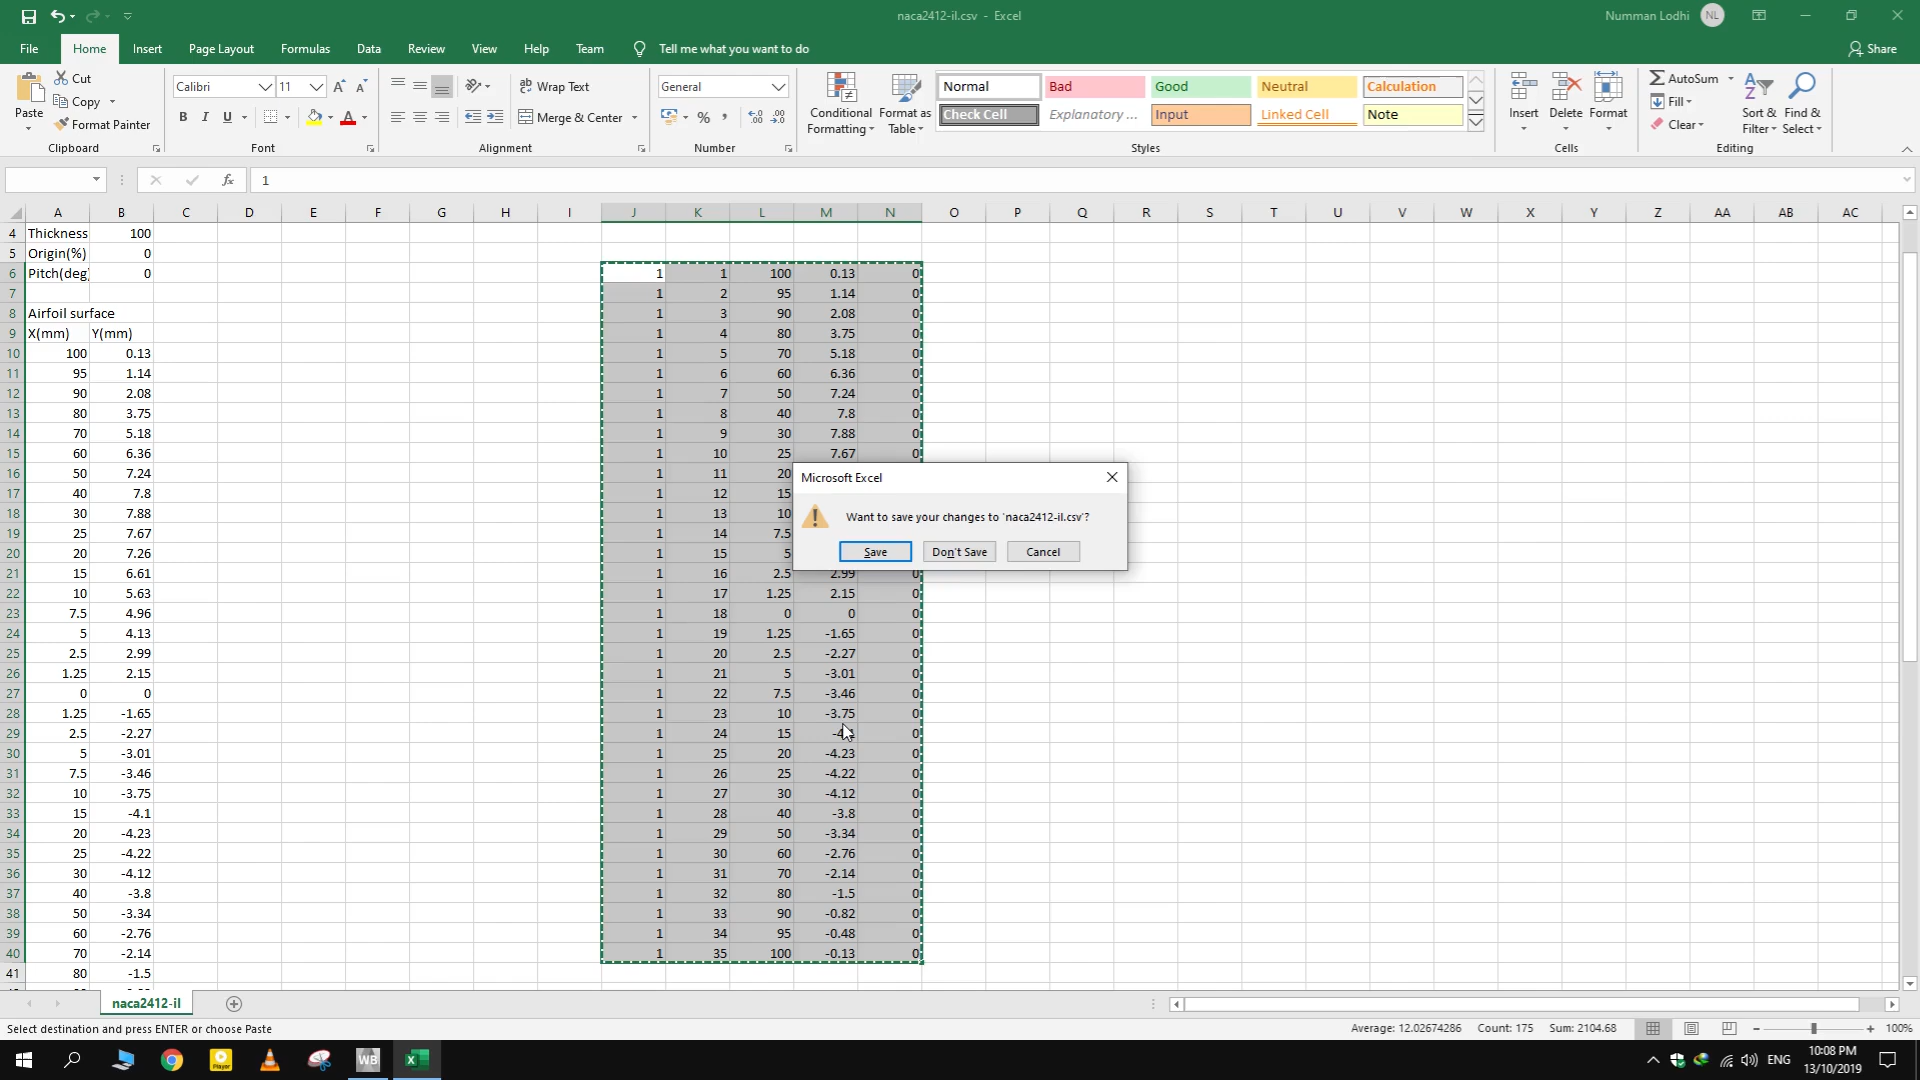 naca2412-il.csv - Excel
Numman Lodhi NL
File Home Insert Page Layout Formulas Data Review View Help Team Tell me what you want to do Share
Paste Cut Copy Format Painter Clipboard
Calibri 11 B I U Font
Wrap Text Merge & Center Alignment
General % , Number
Conditional Formatting Format as Table
Normal Bad Good Neutral Calculation
Check Cell Explanatory ... Input Linked Cell Note
Styles
Insert Delete Format Cells
AutoSum Fill Clear Sort & Filter Find & Select Editing
fx 1
A B C D E F G H I J K L M N O P Q R S T U V W X Y Z AA AB AC
4 Thickness 100
5 Origin(%) 0
6 Pitch(deg) 0 1 1 100 0.13 0
7 1 2 95 1.14 0
8 Airfoil surface 1 3 90 2.08 0
9 X(mm) Y(mm) 1 4 80 3.75 0
10 100 0.13 1 5 70 5.18 0
11 95 1.14 1 6 60 6.36 0
12 90 2.08 1 7 50 7.24 0
13 80 3.75 1 8 40 7.8 0
14 70 5.18 1 9 30 7.88 0
15 60 6.36 1 10 25 7.67 0
16 50 7.24 1 11 20
17 40 7.8 1 12 15
18 30 7.88 1 13 10
19 25 7.67 1 14 7.5
20 20 7.26 1 15 5
21 15 6.61 1 16 2.5 2.99 0
22 10 5.63 1 17 1.25 2.15 0
23 7.5 4.96 1 18 0 0 0
24 5 4.13 1 19 1.25 -1.65 0
25 2.5 2.99 1 20 2.5 -2.27 0
26 1.25 2.15 1 21 5 -3.01 0
27 0 0 1 22 7.5 -3.46 0
28 1.25 -1.65 1 23 10 -3.75 0
29 2.5 -2.27 1 24 15 0
30 5 -3.01 1 25 20 -4.23 0
31 7.5 -3.46 1 26 25 -4.22 0
32 10 -3.75 1 27 30 -4.12 0
33 15 -4.1 1 28 40 -3.8 0
34 20 -4.23 1 29 50 -3.34 0
35 25 -4.22 1 30 60 -2.76 0
36 30 -4.12 1 31 70 -2.14 0
37 40 -3.8 1 32 80 -1.5 0
38 50 -3.34 1 33 90 -0.82 0
39 60 -2.76 1 34 95 -0.48 0
40 70 -2.14 1 35 100 -0.13 0
41 80 -1.5
Microsoft Excel
Want to save your changes to 'naca2412-il.csv'?
Save Don't Save Cancel
naca2412-il
Select destination and press ENTER or choose Paste Average: 12.02674286 Count: 175 Sum: 2104.68 100%
Player WB ENG 10:08 PM
13/10/2019